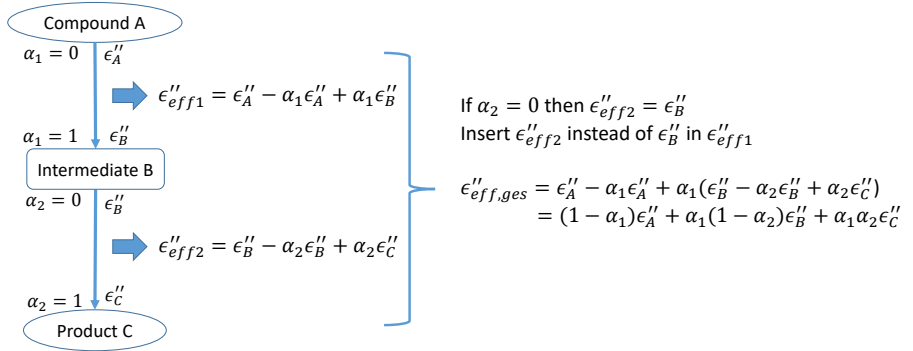 Compound A
α₁ = 0 ϵ″_A
ϵ″_eff1 = ϵ″_A − α₁ϵ″_A + α₁ϵ″_B
α₁ = 1 ϵ″_B
Intermediate B
α₂ = 0 ϵ″_B
ϵ″_eff2 = ϵ″_B − α₂ϵ″_B + α₂ϵ″_C
α₂ = 1 ϵ″_C
Product C
If α₂ = 0 then ϵ″_eff2 = ϵ″_B
Insert ϵ″_eff2 instead of ϵ″_B in ϵ″_eff1
ϵ″_eff,ges = ϵ″_A − α₁ϵ″_A + α₁(ϵ″_B − α₂ϵ″_B + α₂ϵ″_C)
= (1 − α₁)ϵ″_A + α₁(1 − α₂)ϵ″_B + α₁α₂ϵ″_C